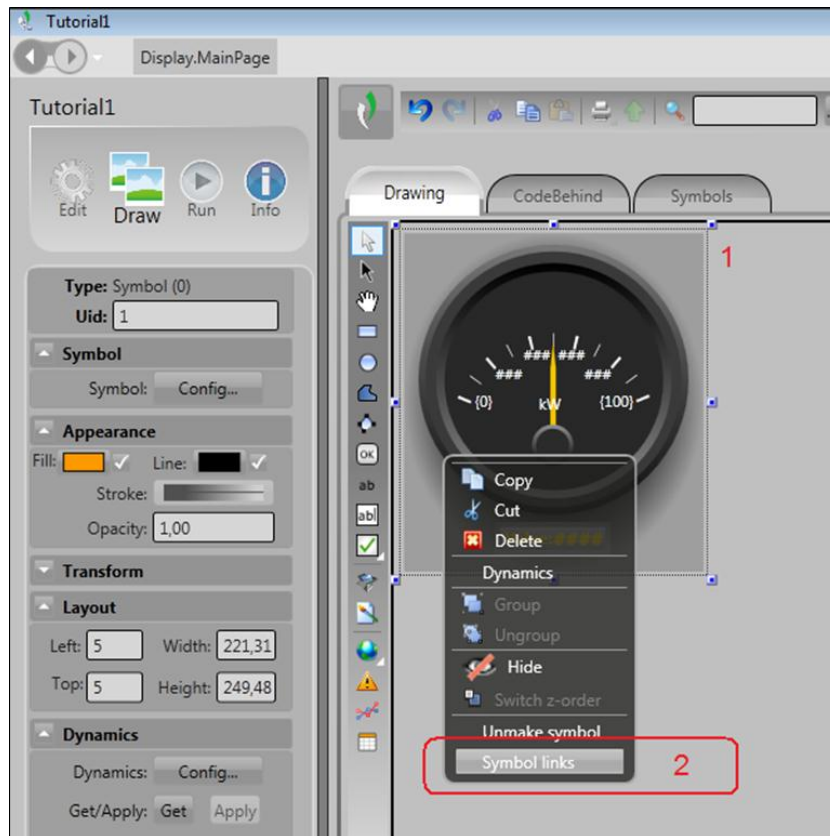 Tutorial1
Display.MainPage
Tutorial1
Edit
Draw
Run
Info
Type: Symbol (0)
Uid: 1
Symbol
Symbol: Config...
Appearance
Fill: Line:
Stroke:
Opacity: 1,00
Transform
Layout
Left: 5 Width: 221,31
Top: 5 Height: 249,48
Dynamics
Dynamics: Config...
Get/Apply: Get Apply
Drawing
CodeBehind
Symbols
OK
ab
abl
1
### ###
### ###
{0} kW {100}
Copy
Cut
Delete
Dynamics
Group
Ungroup
Hide
Switch z-order
Unmake symbol
Symbol links
2